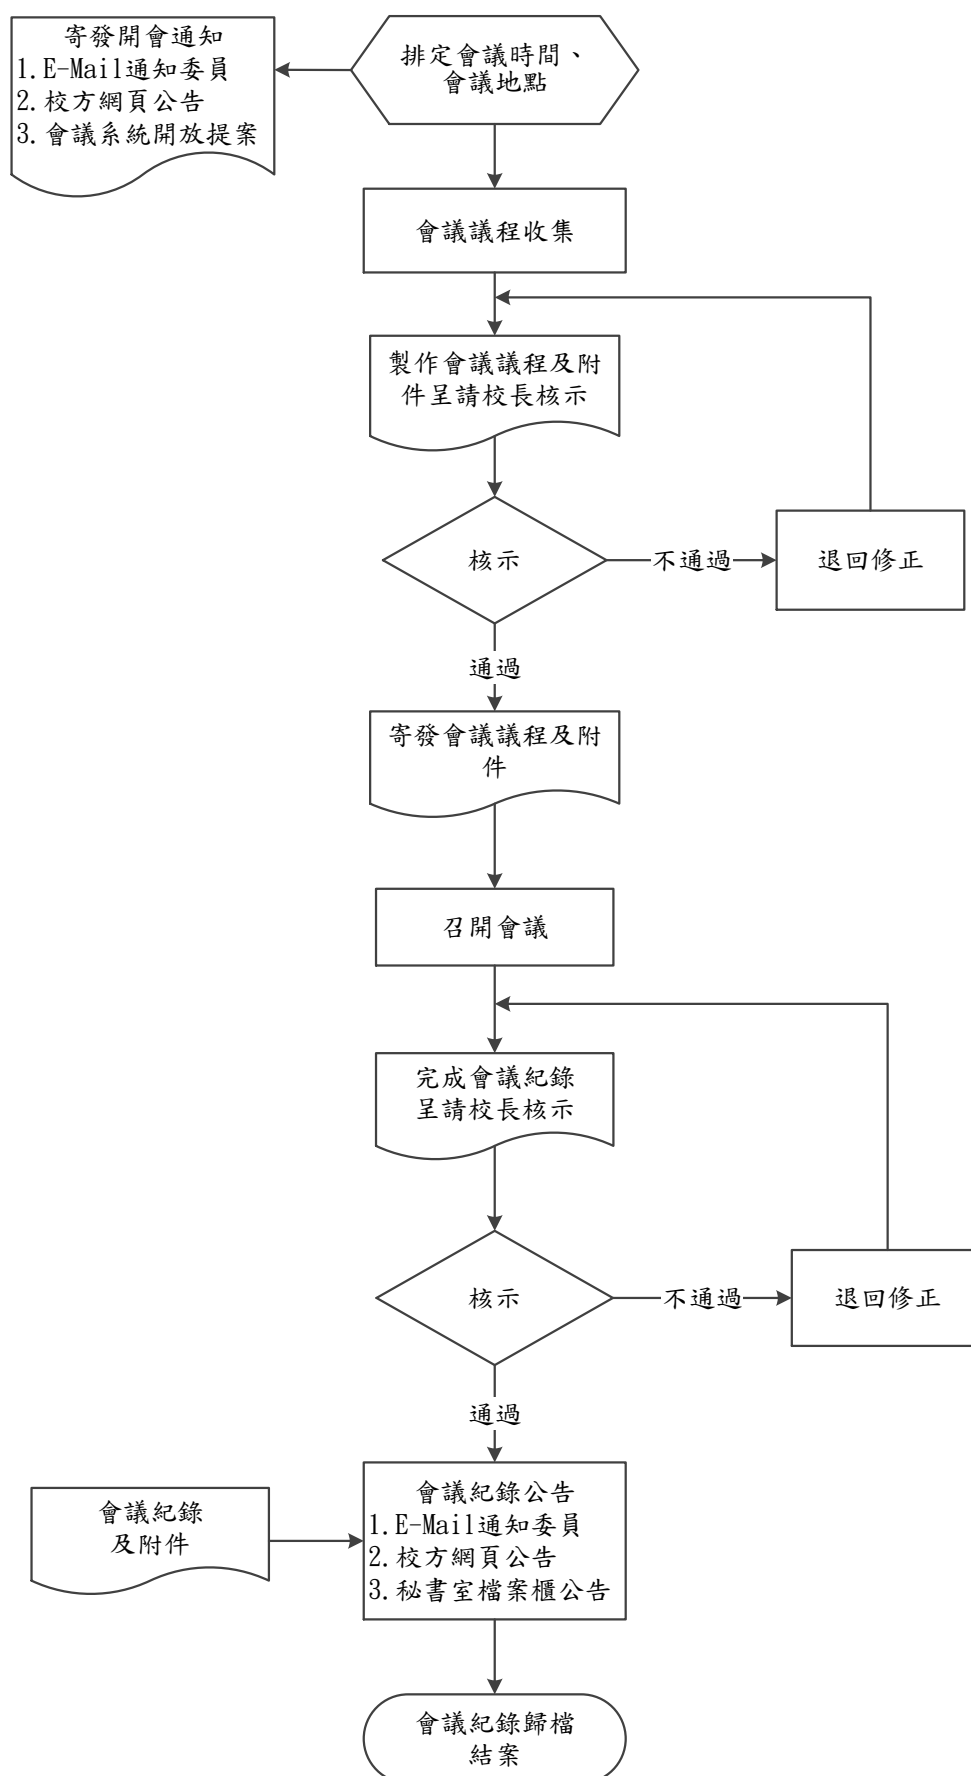 寄發開會通知
1.E-Mail通知委員
2.校方網頁公告
3.會議系統開放提案
排定會議時間、
會議地點
會議議程收集
製作會議議程及附
件呈請校長核示
核示
不通過
退回修正
通過
寄發會議議程及附
件
召開會議
完成會議紀錄
呈請校長核示
核示
不通過
退回修正
通過
會議紀錄
及附件
會議紀錄公告
1.E-Mail通知委員
2.校方網頁公告
3.秘書室檔案櫃公告
會議紀錄歸檔
結案